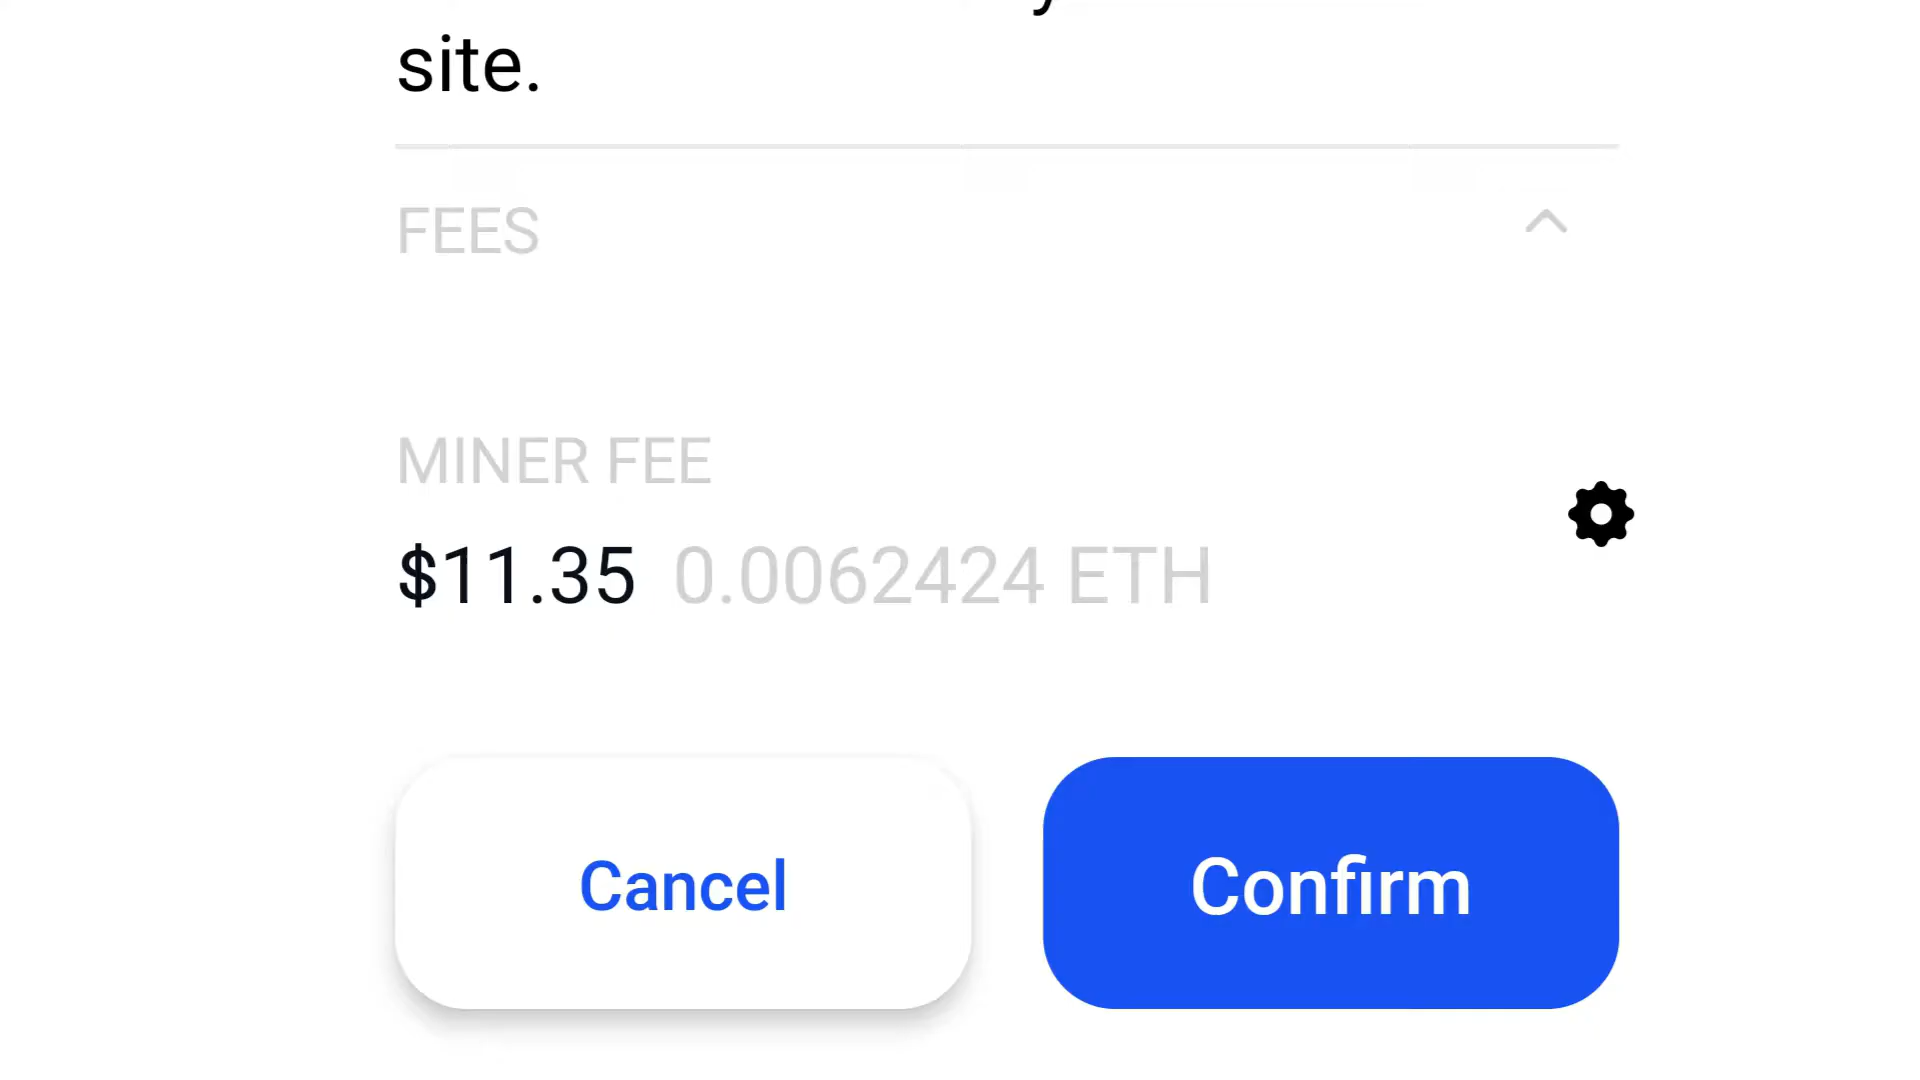 site.
FEES
MINER FEE
$11.35 0.0062424 ETH
Cancel
Confirm